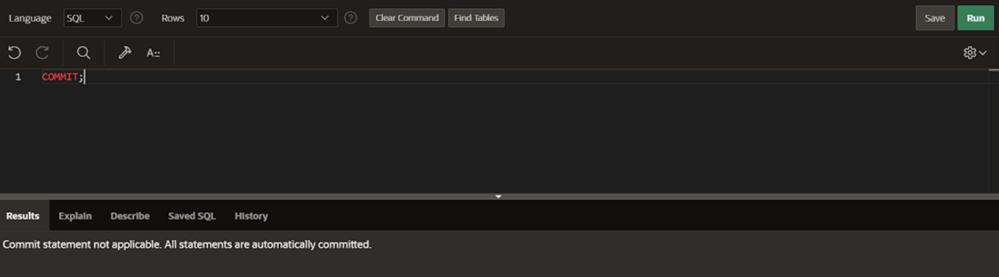 Language SQL Rows 10 Clear Command Find Tables Save Run
A::
1 COMMIT;
Results Explain Describe Saved SQL History
Commit statement not applicable. All statements are automatically committed.